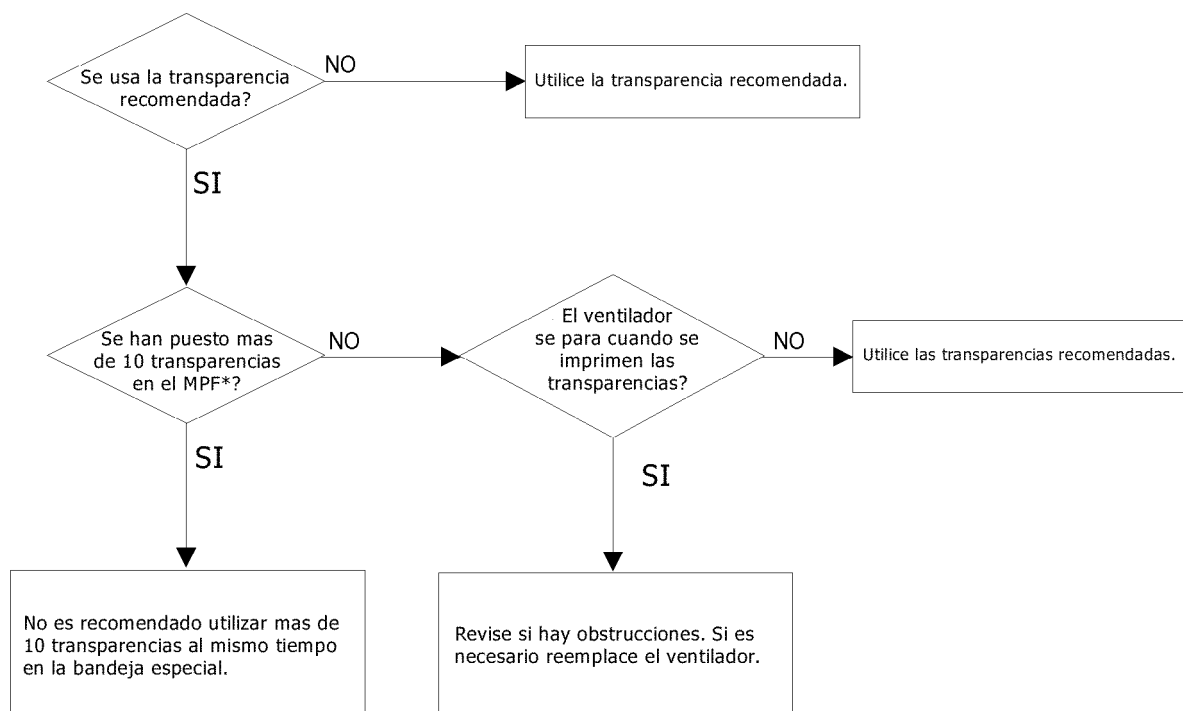 Se usa la transparencia
recomendada?
NO
Utilice la transparencia recomendada.
SI
Se han puesto mas
de 10 transparencias
en el MPF*?
NO
El ventilador
se para cuando se
imprimen las
transparencias?
NO
Utilice las transparencias recomendadas.
SI
SI
No es recomendado utilizar mas de
10 transparencias al mismo tiempo
en la bandeja especial.
Revise si hay obstrucciones. Si es
necesario reemplace el ventilador.